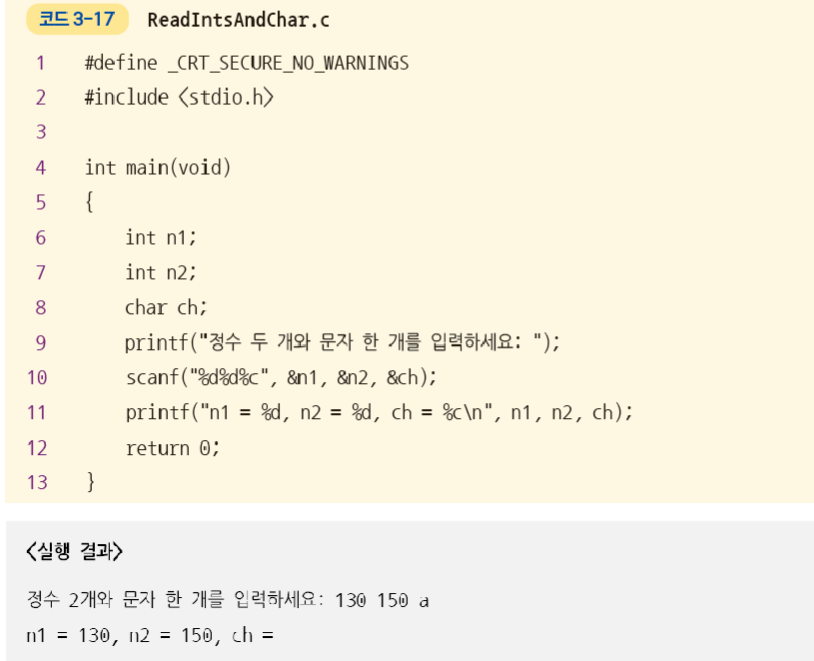 코드 3-17 ReadIntsAndChar.c
1 #define _CRT_SECURE_NO_WARNINGS
2 #include <stdio.h>
3
4 int main(void)
5 {
6 int n1;
7 int n2;
8 char ch;
9 printf("정수 두 개와 문자 한 개를 입력하세요: ");
10 scanf("%d%d%c", &n1, &n2, &ch);
11 printf("n1 = %d, n2 = %d, ch = %c\n", n1, n2, ch);
12 return 0;
13 }
<실행 결과>
정수 2개와 문자 한 개를 입력하세요: 130 150 a
n1 = 130, n2 = 150, ch =